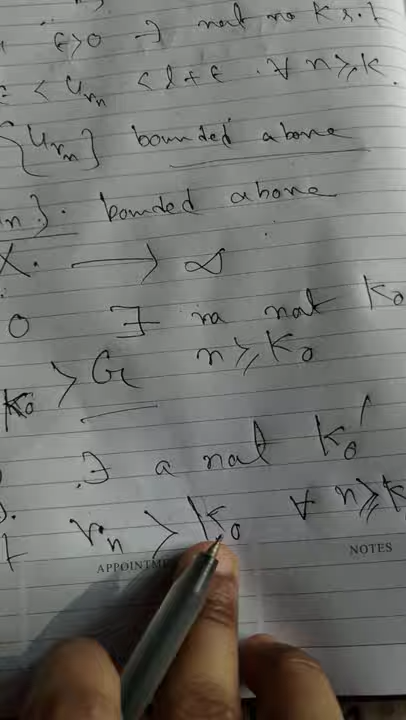 ε>0 ∃ nat no K s.t
ε < u_{r_n} < l+ε . ∀ n≥K.
{u_{r_n}} bounded above
}. bounded above
X. → ∞
0 ∃ a nat K₀
K₀ > G n≥K₀
∃ a nat K₀'
r_n > K₀ ∀ n≥K
APPOINTM NOTES